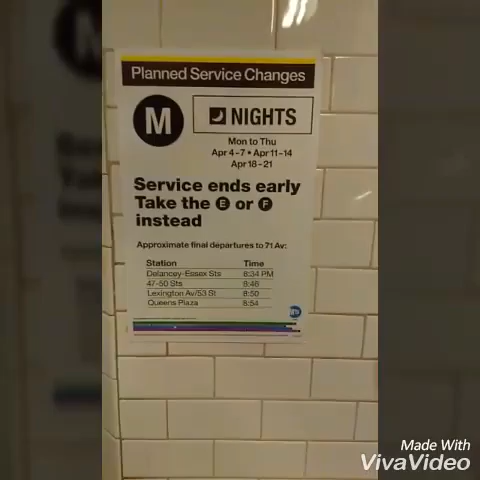 Planned Service Changes
M
NIGHTS
Mon to Thu
Apr 4 - 7 • Apr 11 - 14
Apr 18 - 21
Service ends early
Take the E or F
instead
Approximate final departures to 71 Av:
Station Time
Delancey-Essex Sts 8:34 PM
47-50 Sts 8:46
Lexington Av/53 St 8:50
Queens Plaza 8:54
Made With
VivaVideo